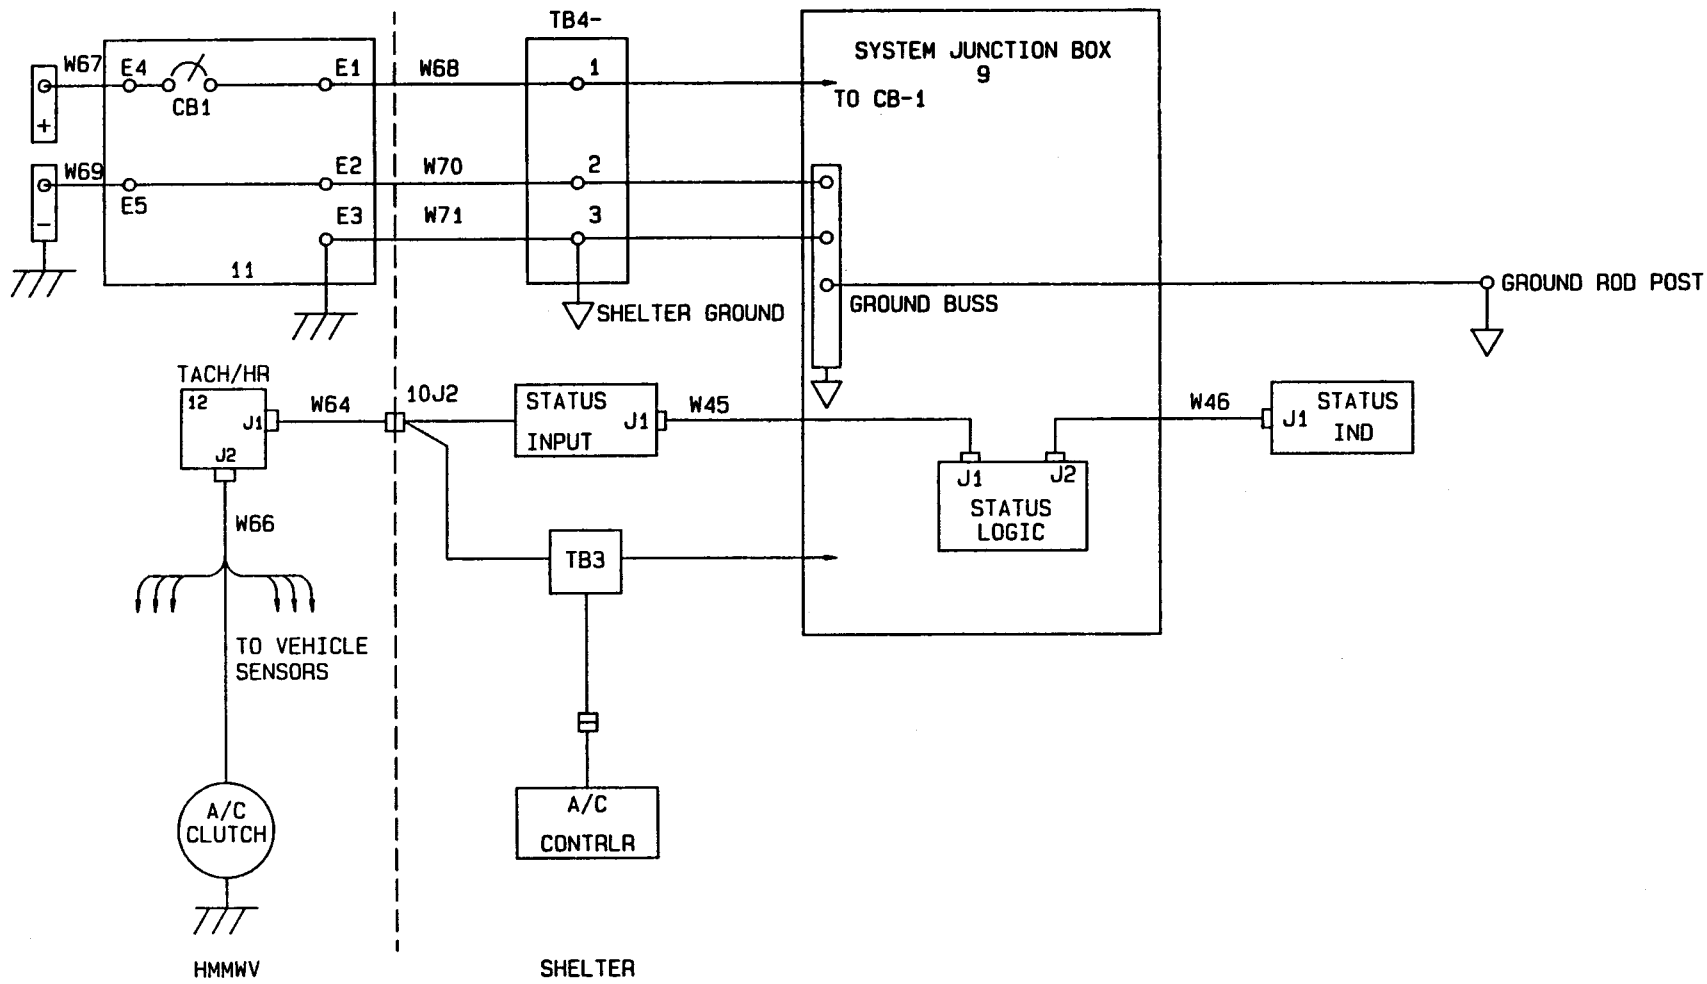 TB4-
SYSTEM JUNCTION BOX
9
W67
E4
CB1
E1
W68
1
TO CB-1
+
W69
E5
E2
W70
2
-
E3
W71
3
11
SHELTER GROUND
GROUND BUSS
GROUND ROD POST
TACH/HR
12
J1
J2
W64
10J2
STATUS
INPUT
J1
W45
W46
J1
STATUS
IND
J1
J2
STATUS
LOGIC
W66
TB3
TO VEHICLE
SENSORS
A/C
CLUTCH
A/C
CONTRLR
HMMWV
SHELTER